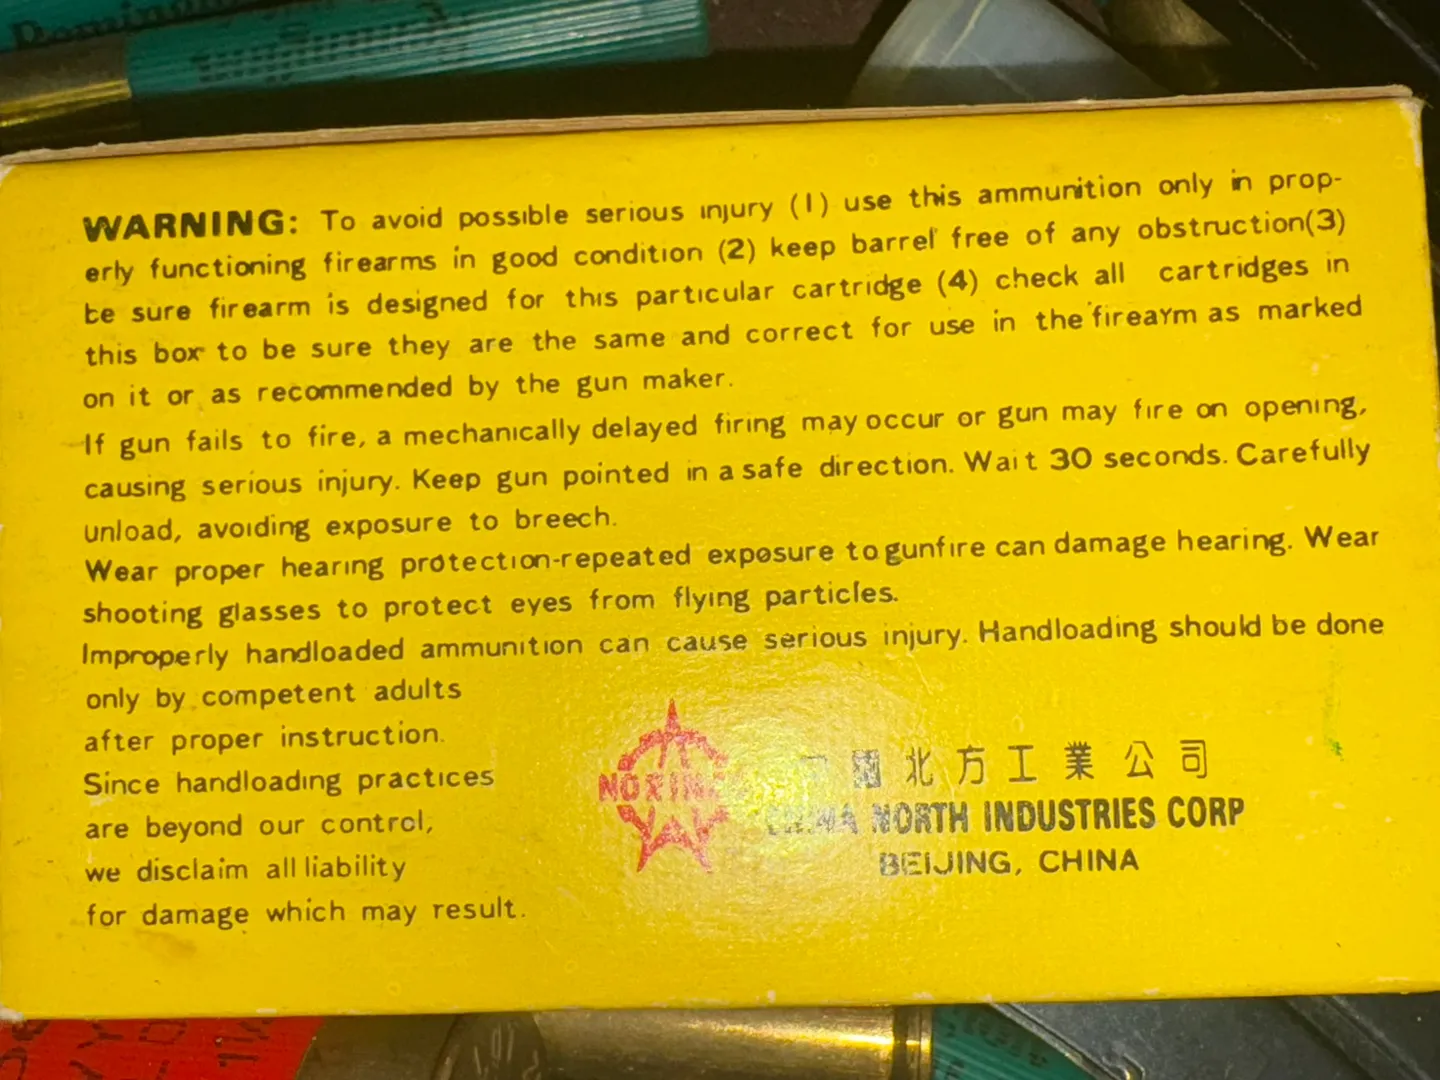 Remington
WARNING: To avoid possible serious injury (1) use this ammunition only in prop-
erly functioning firearms in good condition (2) keep barrel free of any obstruction(3)
be sure firearm is designed for this particular cartridge (4) check all cartridges in
this box to be sure they are the same and correct for use in the firearm as marked
on it or as recommended by the gun maker.
If gun fails to fire, a mechanically delayed firing may occur or gun may fire on opening,
causing serious injury. Keep gun pointed in a safe direction. Wait 30 seconds. Carefully
unload, avoiding exposure to breech.
Wear proper hearing protection-repeated exposure to gunfire can damage hearing. Wear
shooting glasses to protect eyes from flying particles.
Improperly handloaded ammunition can cause serious injury. Handloading should be done
only by competent adults
after proper instruction.
Since handloading practices
are beyond our control,
we disclaim all liability
for damage which may result.
NORINCO
中國北方工業公司
CHINA NORTH INDUSTRIES CORP
BEIJING, CHINA